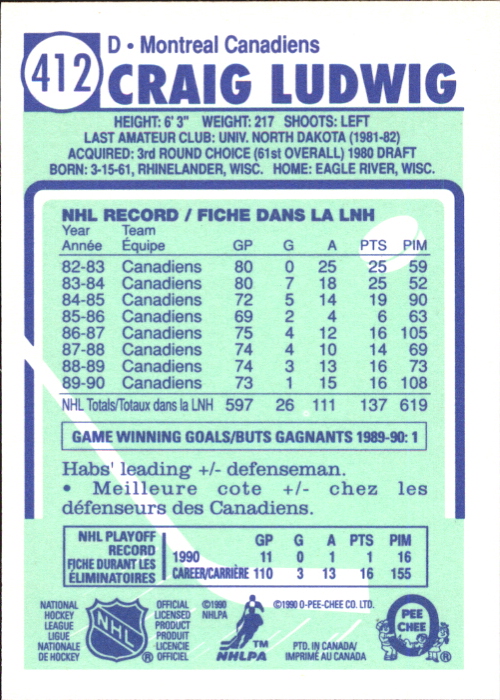 412
D • Montreal Canadiens
CRAIG LUDWIG
HEIGHT: 6' 3" WEIGHT: 217 SHOOTS: LEFT
LAST AMATEUR CLUB: UNIV. NORTH DAKOTA (1981-82)
ACQUIRED: 3rd ROUND CHOICE (61st OVERALL) 1980 DRAFT
BORN: 3-15-61, RHINELANDER, WISC. HOME: EAGLE RIVER, WISC.
NHL RECORD / FICHE DANS LA LNH
Year Team
Année Équipe GP G A PTS PIM
82-83 Canadiens 80 0 25 25 59
83-84 Canadiens 80 7 18 25 52
84-85 Canadiens 72 5 14 19 90
85-86 Canadiens 69 2 4 6 63
86-87 Canadiens 75 4 12 16 105
87-88 Canadiens 74 4 10 14 69
88-89 Canadiens 74 3 13 16 73
89-90 Canadiens 73 1 15 16 108
NHL Totals/Totaux dans la LNH 597 26 111 137 619
GAME WINNING GOALS/BUTS GAGNANTS 1989-90: 1
Habs' leading +/- defenseman.
• Meilleure cote +/- chez les
défenseurs des Canadiens.
NHL PLAYOFF
RECORD
FICHE DURANT LES
ÉLIMINATOIRES
GP G A PTS PIM
1990 11 0 1 1 16
CAREER/CARRIÈRE 110 3 13 16 155
NATIONAL
HOCKEY
LEAGUE
LIGUE
NATIONALE
DE HOCKEY
NHL
®
OFFICIAL
LICENSED
PRODUCT
PRODUIT
LICENCIÉ
OFFICIEL
©1990
NHLPA
TM
NHLPA
©1990 O-PEE-CHEE CO. LTD.
PTD. IN CANADA/
IMPRIMÉ AU CANADA
PEE
CHEE
®